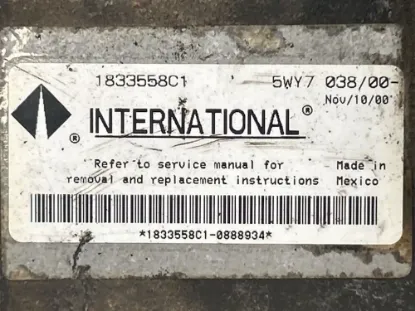 1833558C1 5WY7 038/00-
Nov/10/00
® INTERNATIONAL ®
Refer to service manual for Made in
removal and replacement instructions Mexico
*1833558C1-0888934*